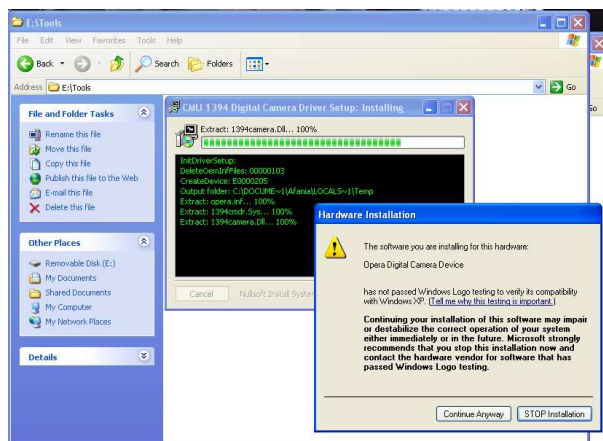 E:\Tools
File Edit View Favorites Tools Help
Back Search Folders
Address E:\Tools Go
Go
File and Folder Tasks
Rename this file
Move this file
Copy this file
Publish this file to the Web
E-mail this file
Delete this file
Other Places
Removable Disk (E:)
My Documents
Shared Documents
My Computer
My Network Places
Details
CMU 1394 Digital Camera Driver Setup: Installing
Extract: 1394camera.Dll... 100%
InitDriverSetup:
DeleteOemInfFiles: 00000103
CreateDevice: E0000205
Output folder: C:\DOCUME~1\Afania\LOCALS~1\Temp
Extract: opera.inf... 100%
Extract: 1394cmdr.Sys... 100%
Extract: 1394camera.Dll... 100%
Cancel Nullsoft Install System
Hardware Installation
The software you are installing for this hardware:
Opera Digital Camera Device
has not passed Windows Logo testing to verify its compatibility
with Windows XP. (Tell me why this testing is important.)
Continuing your installation of this software may impair
or destabilize the correct operation of your system
either immediately or in the future. Microsoft strongly
recommends that you stop this installation now and
contact the hardware vendor for software that has
passed Windows Logo testing.
Continue Anyway STOP Installation